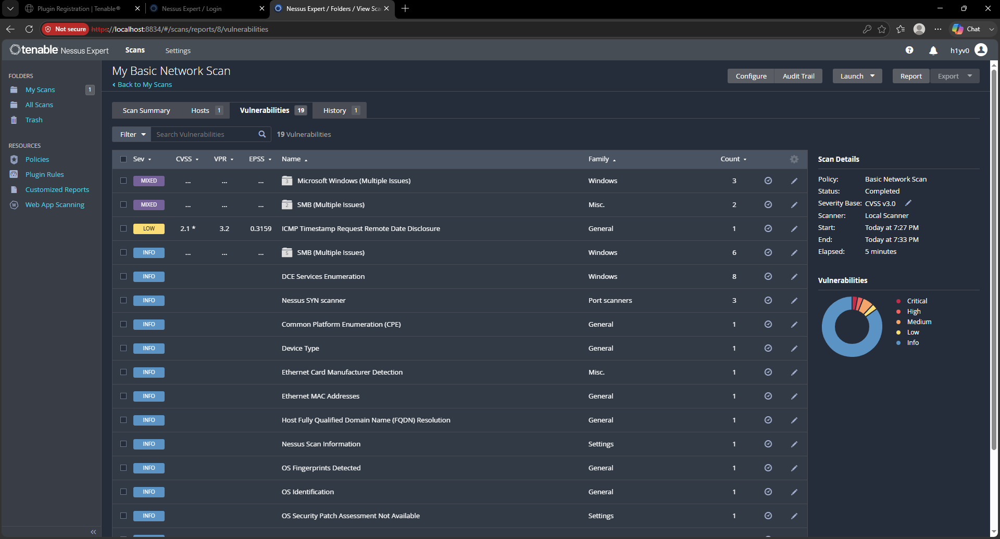 Plugin Registration | Tenable®
Nessus Expert / Login
Nessus Expert / Folders / View Sca
Not secure https://localhost:8834/#/scans/reports/8/vulnerabilities
Chat
tenable Nessus Expert Scans Settings
h1yv0
FOLDERS
My Scans 1
All Scans
Trash
RESOURCES
Policies
Plugin Rules
Customized Reports
Web App Scanning
My Basic Network Scan
‹ Back to My Scans
Configure Audit Trail Launch Report Export
Scan Summary Hosts 1 Vulnerabilities 19 History 1
Filter Search Vulnerabilities 19 Vulnerabilities
Sev CVSS VPR EPSS Name Family Count
MIXED ... ... ... 3 Microsoft Windows (Multiple Issues) Windows 3
MIXED ... ... ... 2 SMB (Multiple Issues) Misc. 2
LOW 2.1 * 3.2 0.3159 ICMP Timestamp Request Remote Date Disclosure General 1
INFO ... ... ... 5 SMB (Multiple Issues) Windows 6
INFO DCE Services Enumeration Windows 8
INFO Nessus SYN scanner Port scanners 3
INFO Common Platform Enumeration (CPE) General 1
INFO Device Type General 1
INFO Ethernet Card Manufacturer Detection Misc. 1
INFO Ethernet MAC Addresses General 1
INFO Host Fully Qualified Domain Name (FQDN) Resolution General 1
INFO Nessus Scan Information Settings 1
INFO OS Fingerprints Detected General 1
INFO OS Identification General 1
INFO OS Security Patch Assessment Not Available Settings 1
Scan Details
Policy: Basic Network Scan
Status: Completed
Severity Base: CVSS v3.0
Scanner: Local Scanner
Start: Today at 7:27 PM
End: Today at 7:33 PM
Elapsed: 5 minutes
Vulnerabilities
Critical
High
Medium
Low
Info